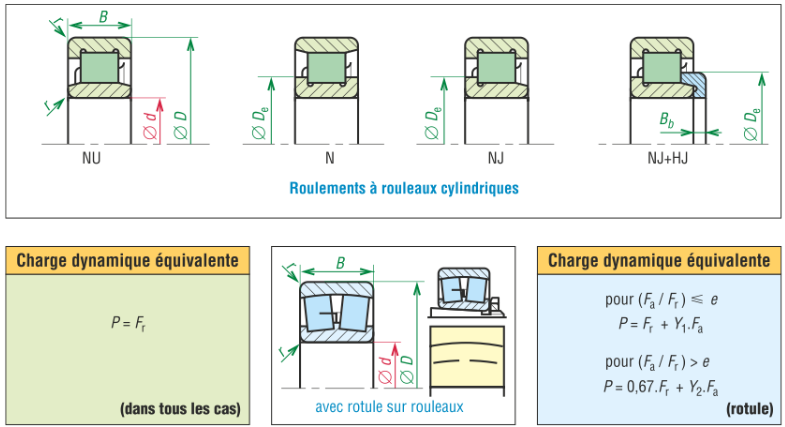 r B
Ø d
Ø D
r
NU
Ø Dₑ
N
Ø Dₑ
NJ
B_b
Ø Dₑ
NJ+HJ
Roulements à rouleaux cylindriques
Charge dynamique équivalente
P = Fᵣ
(dans tous les cas)
r B
r
Ø d
Ø D
avec rotule sur rouleaux
Charge dynamique équivalente
pour (Fₐ / Fᵣ) ⩽ e
P = Fᵣ + Y₁.Fₐ
pour (Fₐ / Fᵣ) > e
P = 0,67.Fᵣ + Y₂.Fₐ
(rotule)